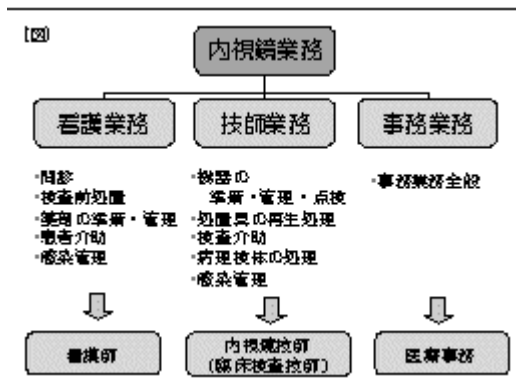 [図]
内視鏡業務
看護業務 技師業務 事務業務
・問診
・検査前処置
・薬剤の準備・管理
・患者介助
・感染管理
・機器の
準備・管理・点検
・処置具の再生処理
・検査介助
・病理検体の処理
・感染管理
・事務業務全般
看護師
内視鏡技師
(臨床検査技師)
医療事務